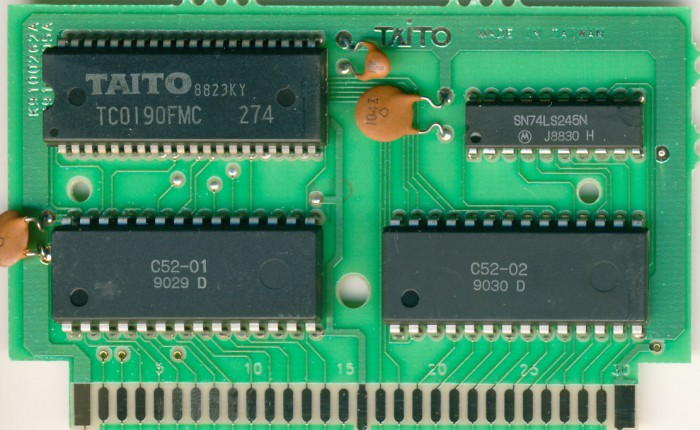 K9100262A
TAITO
MADE IN TAIWAN
TAITO 8823KY
TC0190FMC 274
104Z
SN74LS245N
J8830 H
C52-01
9029 D
C52-02
9030 D
5 10 15 20 25 30